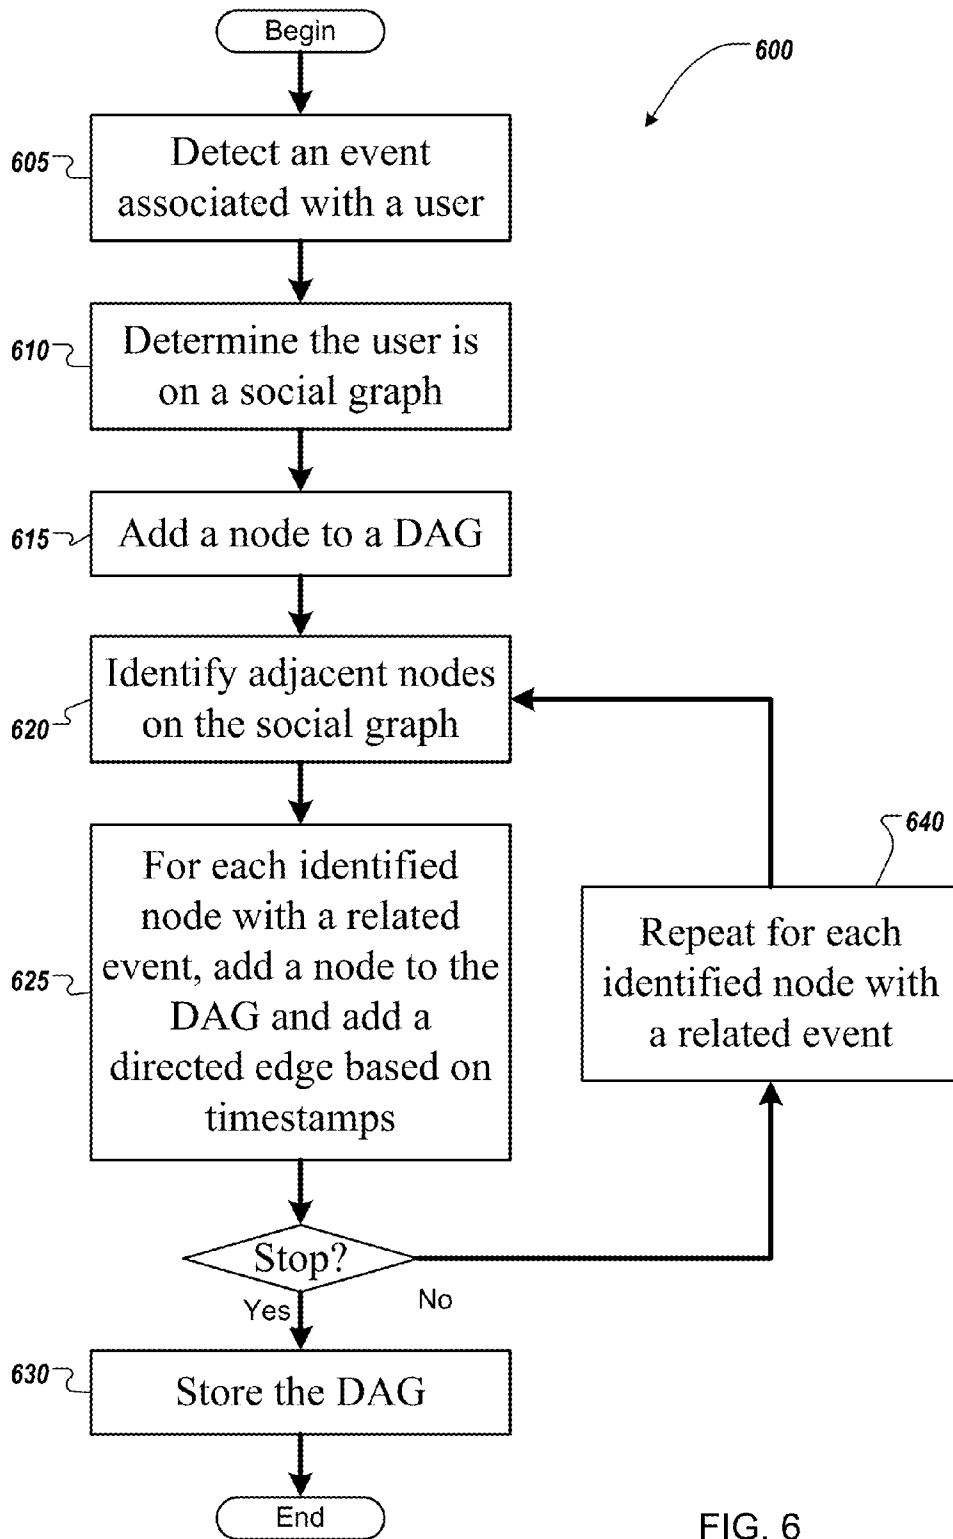 Begin
600
605
Detect an event
associated with a user
610
Determine the user is
on a social graph
615
Add a node to a DAG
620
Identify adjacent nodes
on the social graph
625
For each identified
node with a related
event, add a node to the
DAG and add a
directed edge based on
timestamps
640
Repeat for each
identified node with
a related event
Stop?
Yes
No
630
Store the DAG
End
FIG. 6